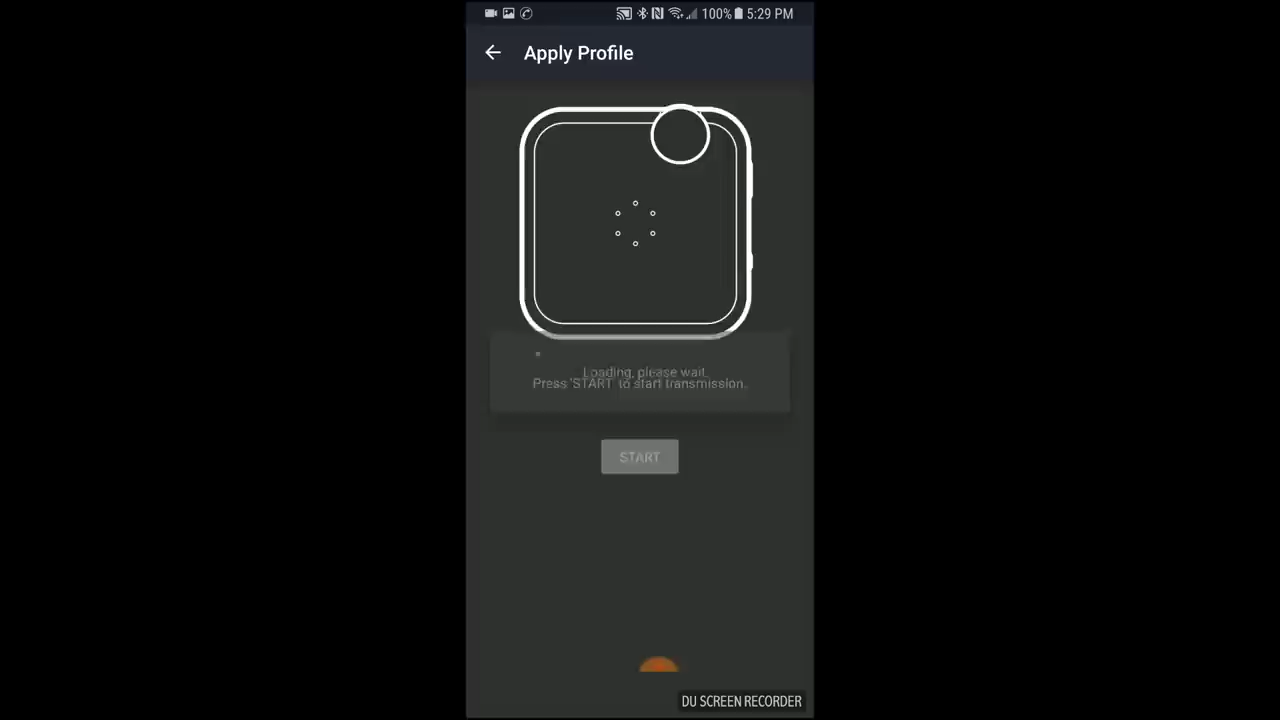 100% 5:29 PM
Apply Profile
Loading, please wait.
Press 'START' to start transmission.
START
DU SCREEN RECORDER